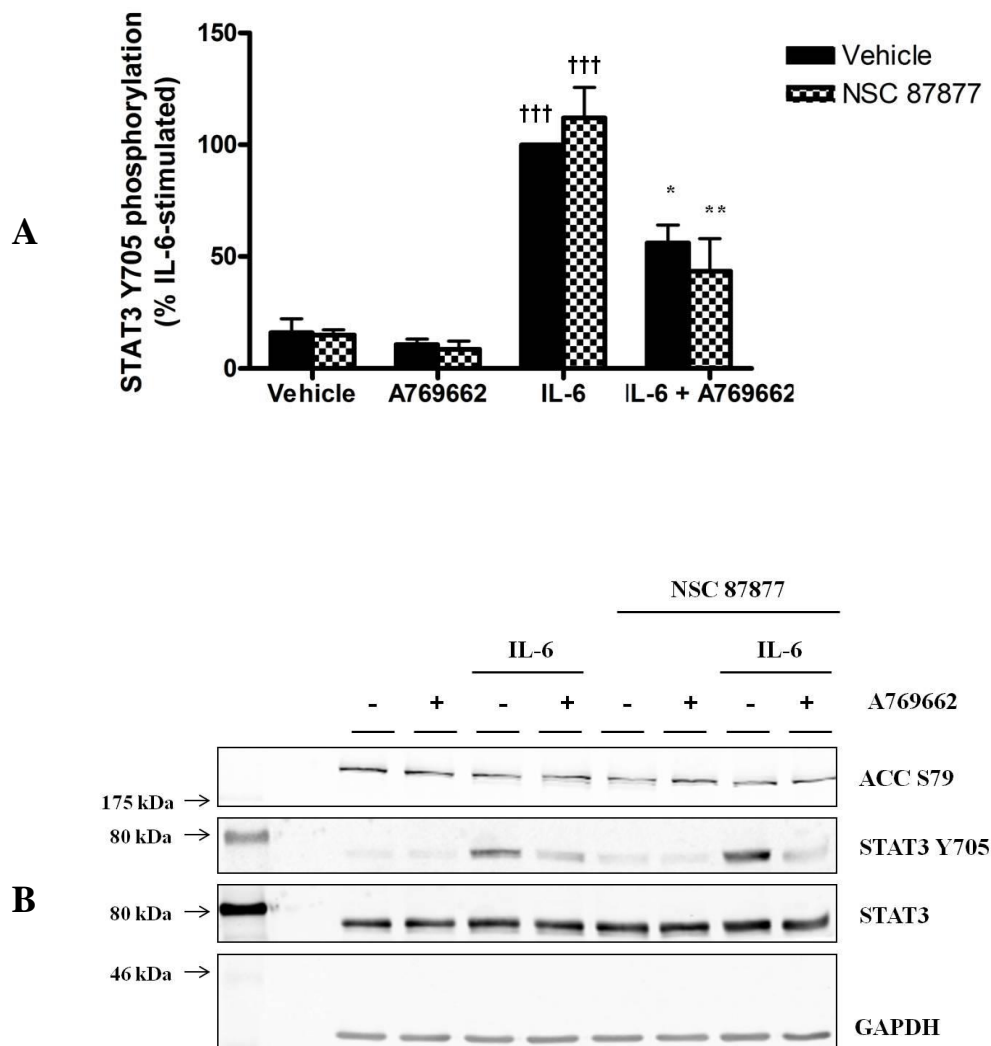 A
STAT3 Y705 phosphorylation
(% IL-6-stimulated)
150
100
50
0
††† †††
* **
Vehicle A769662 IL-6 IL-6 + A769662
Vehicle
NSC 87877
B
NSC 87877
IL-6 IL-6
- + - + - + - + A769662
ACC S79
175 kDa →
80 kDa →
STAT3 Y705
80 kDa →
STAT3
46 kDa →
GAPDH